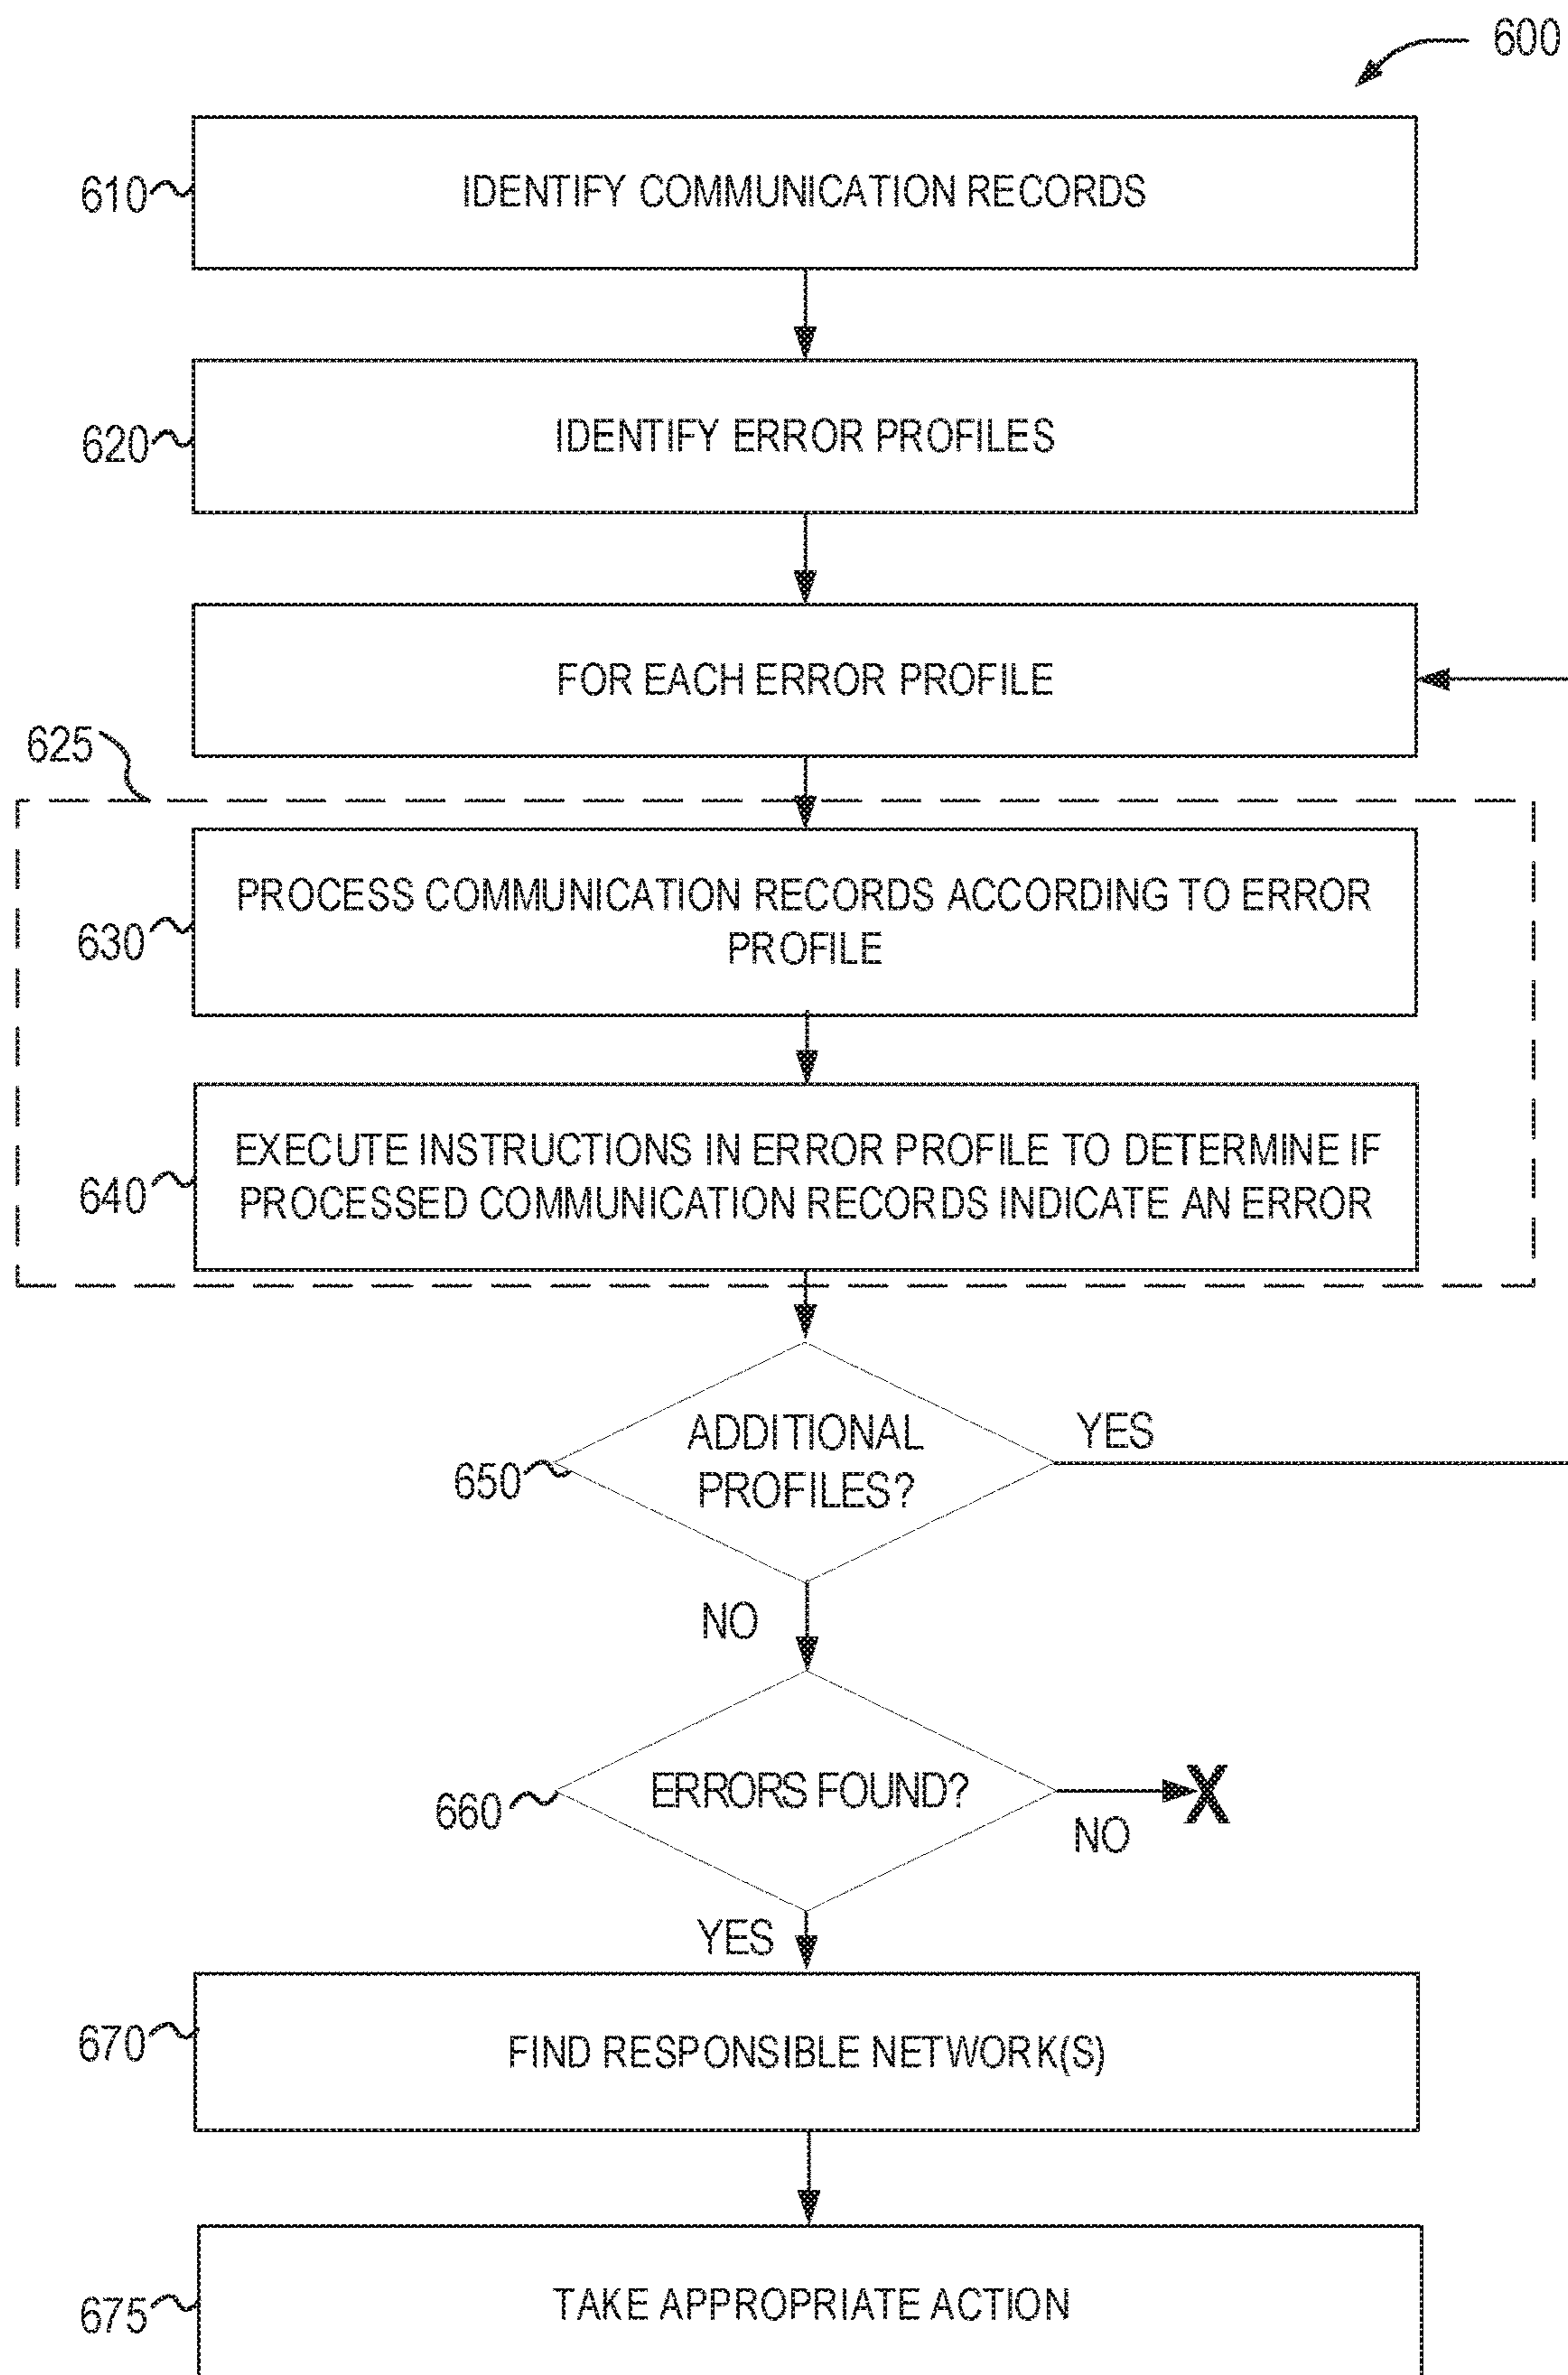 600
610
IDENTIFY COMMUNICATION RECORDS
620
IDENTIFY ERROR PROFILES
FOR EACH ERROR PROFILE
625
630
PROCESS COMMUNICATION RECORDS ACCORDING TO ERROR
PROFILE
640
EXECUTE INSTRUCTIONS IN ERROR PROFILE TO DETERMINE IF
PROCESSED COMMUNICATION RECORDS INDICATE AN ERROR
650
ADDITIONAL
PROFILES?
YES
NO
660
ERRORS FOUND?
X
NO
YES
670
FIND RESPONSIBLE NETWORK(S)
675
TAKE APPROPRIATE ACTION